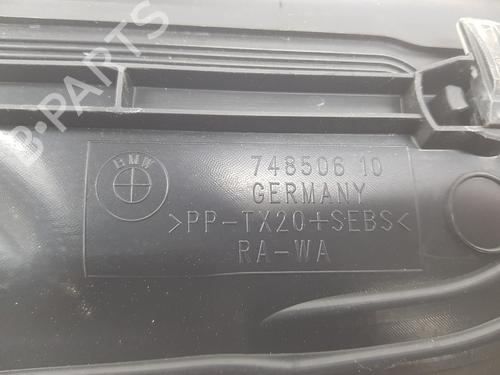 B-PARTS
BMW
748506 10
GERMANY
>PP-TX20+SEBS<
RA-WA